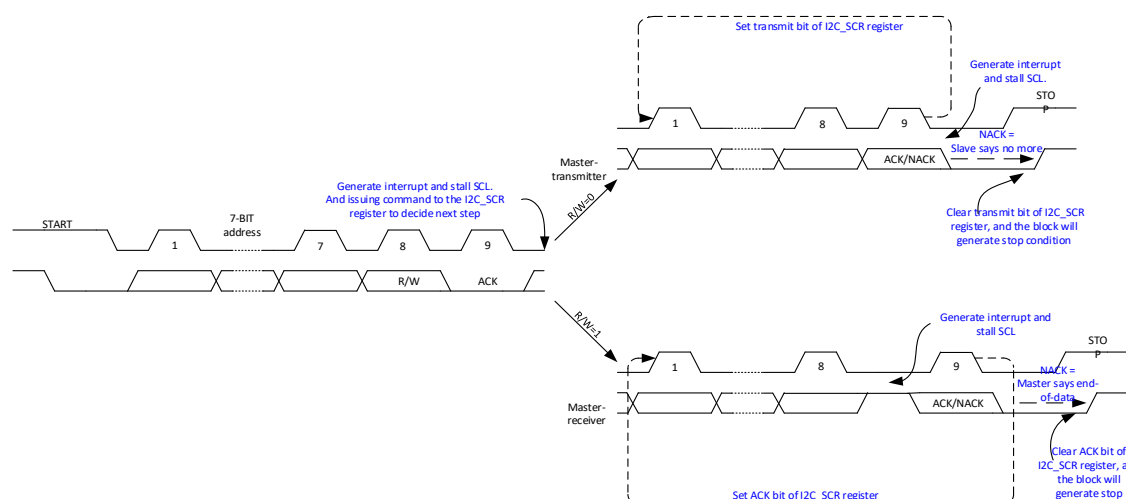 Set transmit bit of I2C_SCR register
Generate interrupt
and stall SCL.
STO
P
1
8
9
NACK =
Slave says no more
Master-
transmitter
ACK/NACK
R/W=0
Clear transmit bit of I2C_SCR
register, and the block will
generate stop condition
Generate interrupt and stall SCL.
And issuing command to the I2C_SCR
register to decide next step
START
7-BIT
address
1
7
8
9
R/W
ACK
R/W=1
Generate interrupt and
stall SCL
STO
P
1
8
9
NACK =
Master says end-
of-data
Master-
receiver
ACK/NACK
Clear ACK bit of
I2C_SCR register, a
the block will
generate stop
Set ACK bit of I2C_SCR register